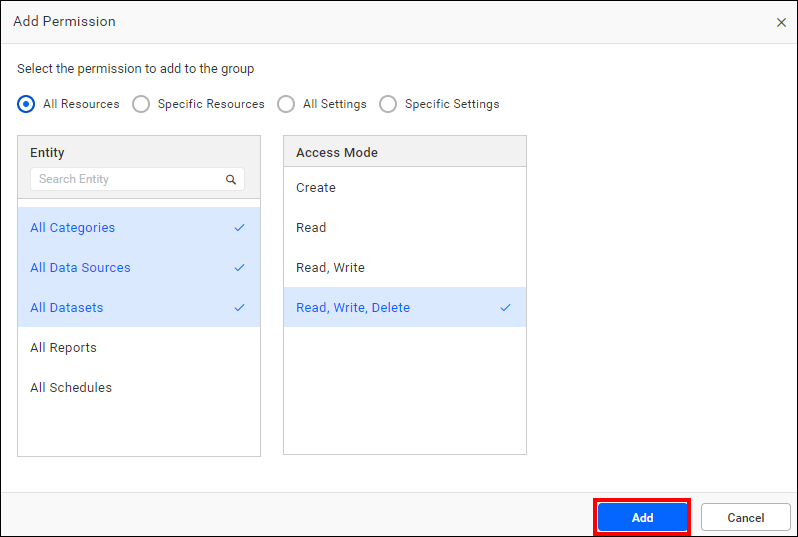 Add Permission
Select the permission to add to the group
All Resources Specific Resources All Settings Specific Settings
Entity
Search Entity
All Categories
All Data Sources
All Datasets
All Reports
All Schedules
Access Mode
Create
Read
Read, Write
Read, Write, Delete
Add Cancel